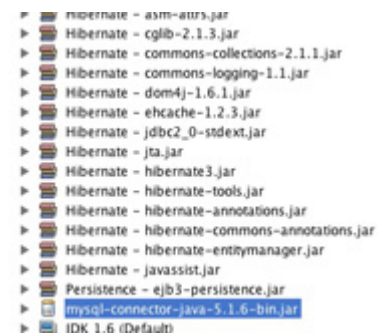 Hibernate - asm-attrs.jar
Hibernate - cglib-2.1.3.jar
Hibernate - commons-collections-2.1.1.jar
Hibernate - commons-logging-1.1.jar
Hibernate - dom4j-1.6.1.jar
Hibernate - ehcache-1.2.3.jar
Hibernate - jdbc2_0-stdext.jar
Hibernate - jta.jar
Hibernate - hibernate3.jar
Hibernate - hibernate-tools.jar
Hibernate - hibernate-annotations.jar
Hibernate - hibernate-commons-annotations.jar
Hibernate - hibernate-entitymanager.jar
Hibernate - javassist.jar
Persistence - ejb3-persistence.jar
mysql-connector-java-5.1.6-bin.jar
JDK 1.6 (Default)